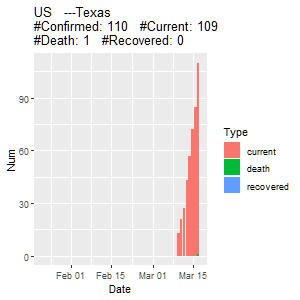 US ---Texas
#Confirmed: 110 #Current: 109
#Death: 1 #Recovered: 0
90
60
30
0
Num
Feb 01 Feb 15 Mar 01 Mar 15
Date
Type
current
death
recovered